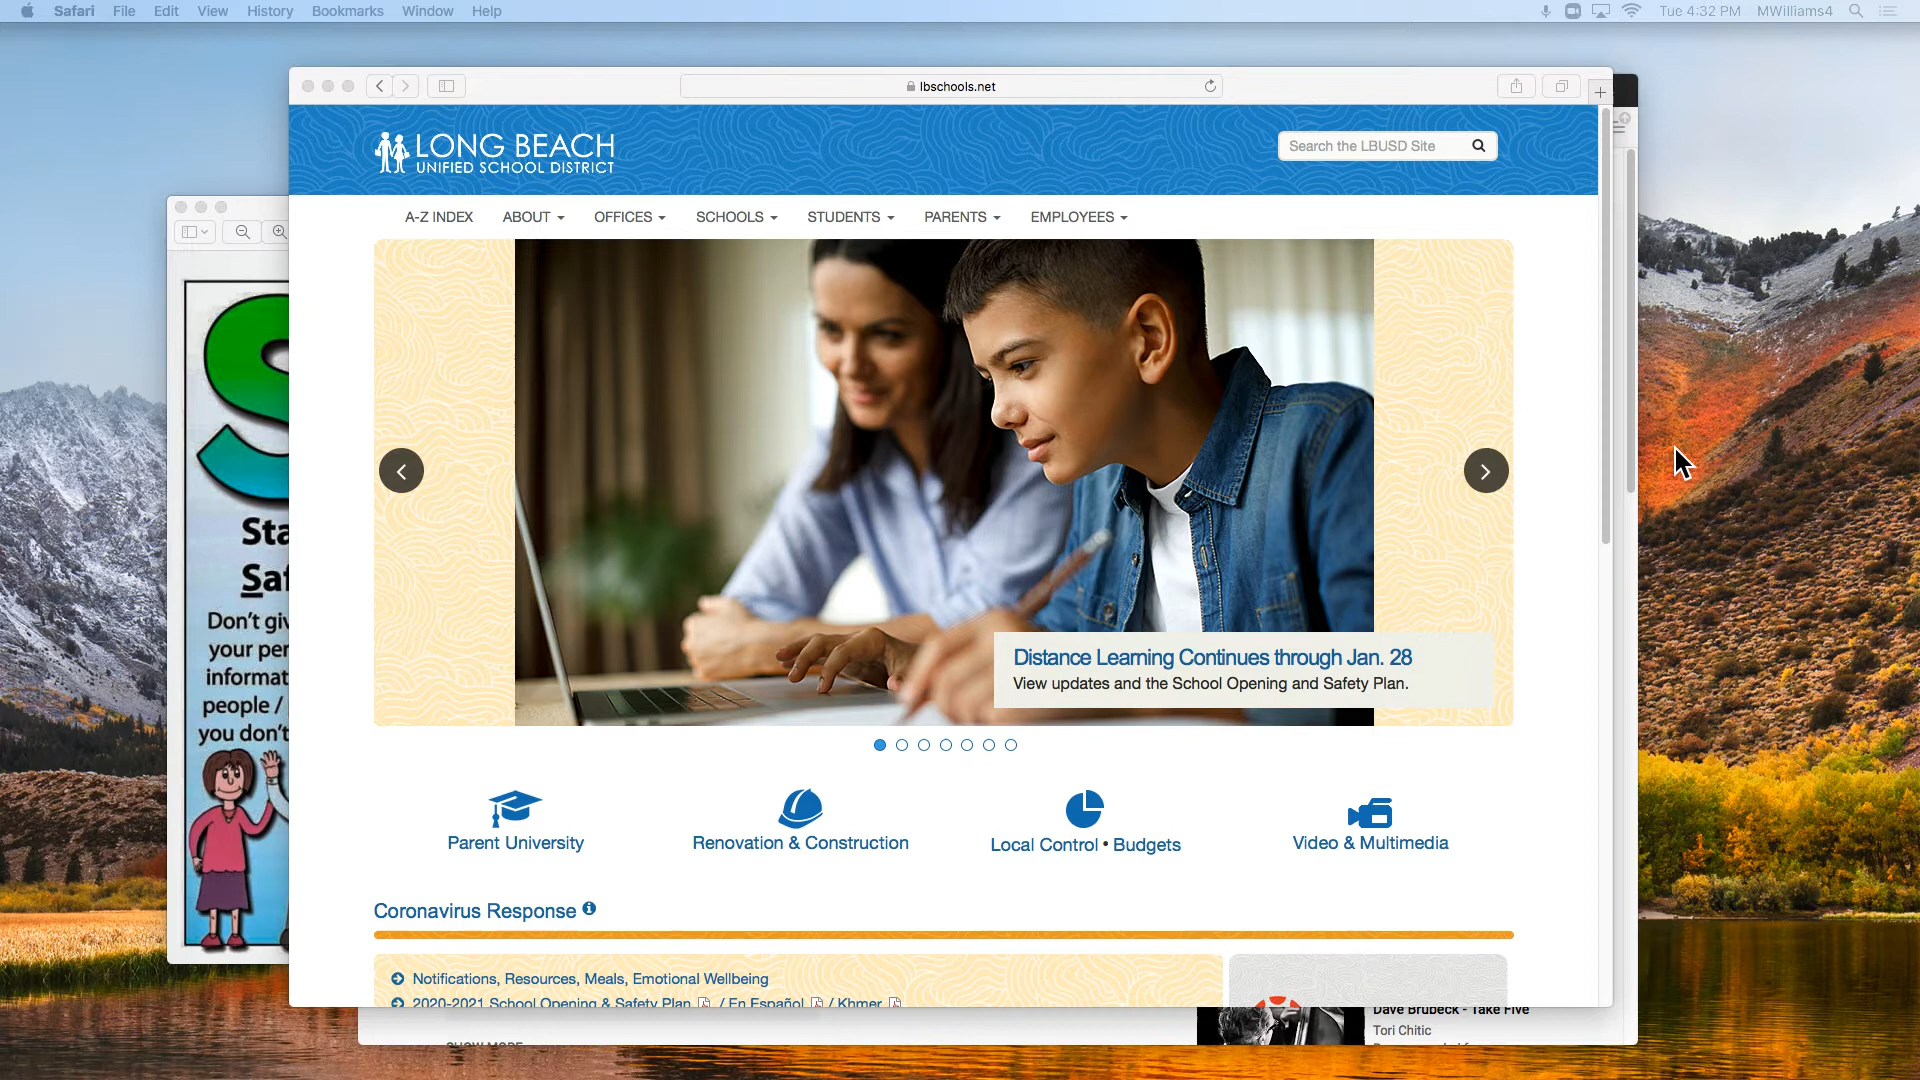 Safari File Edit View History Bookmarks Window Help
Tue 4:32 PM MWilliams4
lbschools.net
LONG BEACH
UNIFIED SCHOOL DISTRICT
Search the LBUSD Site
A-Z INDEX ABOUT OFFICES SCHOOLS STUDENTS PARENTS EMPLOYEES
Distance Learning Continues through Jan. 28
View updates and the School Opening and Safety Plan.
Parent University
Renovation & Construction
Local Control • Budgets
Video & Multimedia
Coronavirus Response
Notifications, Resources, Meals, Emotional Wellbeing
2020-2021 School Opening & Safety Plan / En Español / Khmer
S
Sta
Saf
Don't giv
your per
informat
people /
you don't
Dave Brubeck - Take Five
Tori Chitic
SHOW MORE